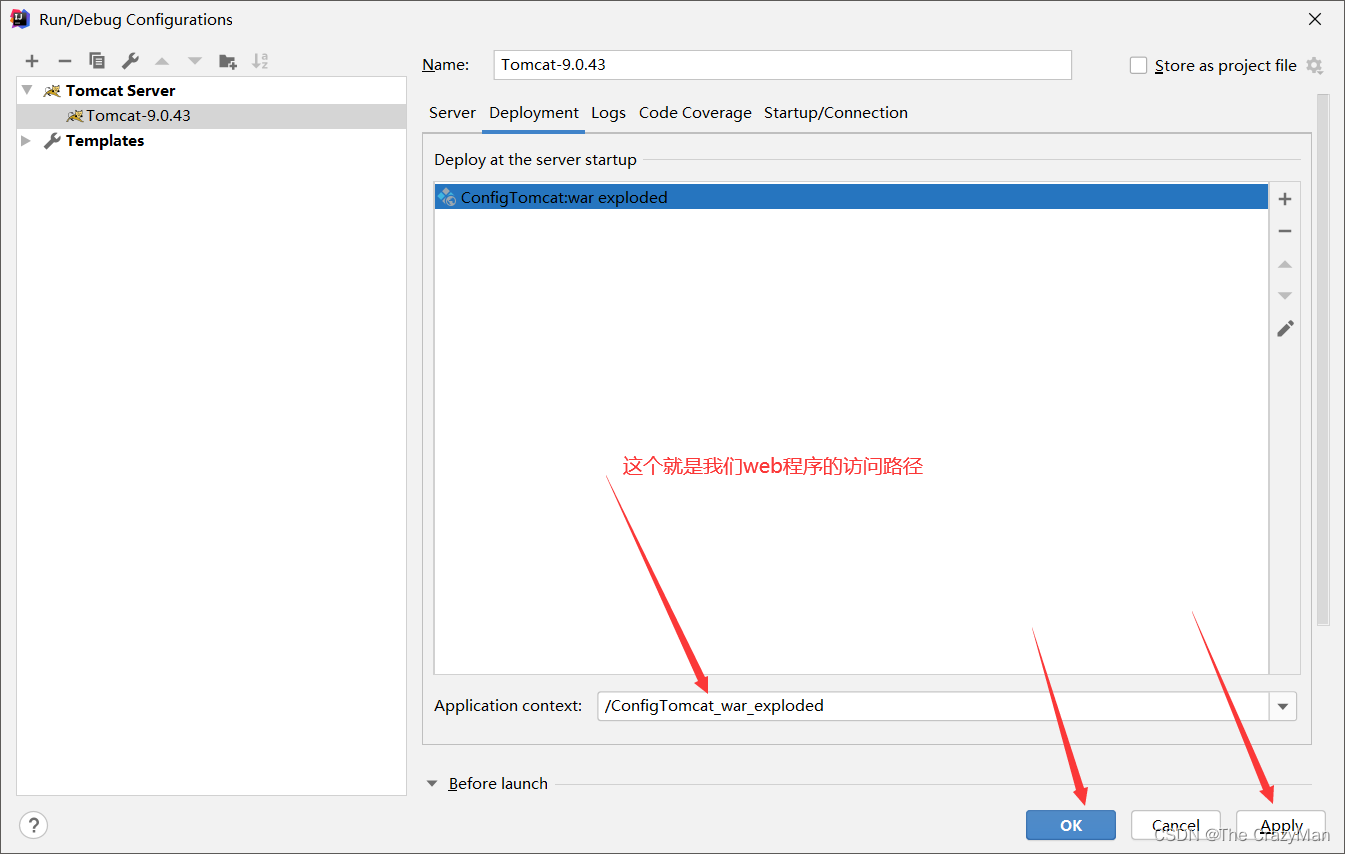 Run/Debug Configurations
Name: Tomcat-9.0.43 Store as project file
Tomcat Server
Tomcat-9.0.43
Templates
Server Deployment Logs Code Coverage Startup/Connection
Deploy at the server startup
ConfigTomcat:war exploded
这个就是我们web程序的访问路径
Application context: /ConfigTomcat_war_exploded
Before launch
? OK Cancel Apply
CSDN @The CrazyMan